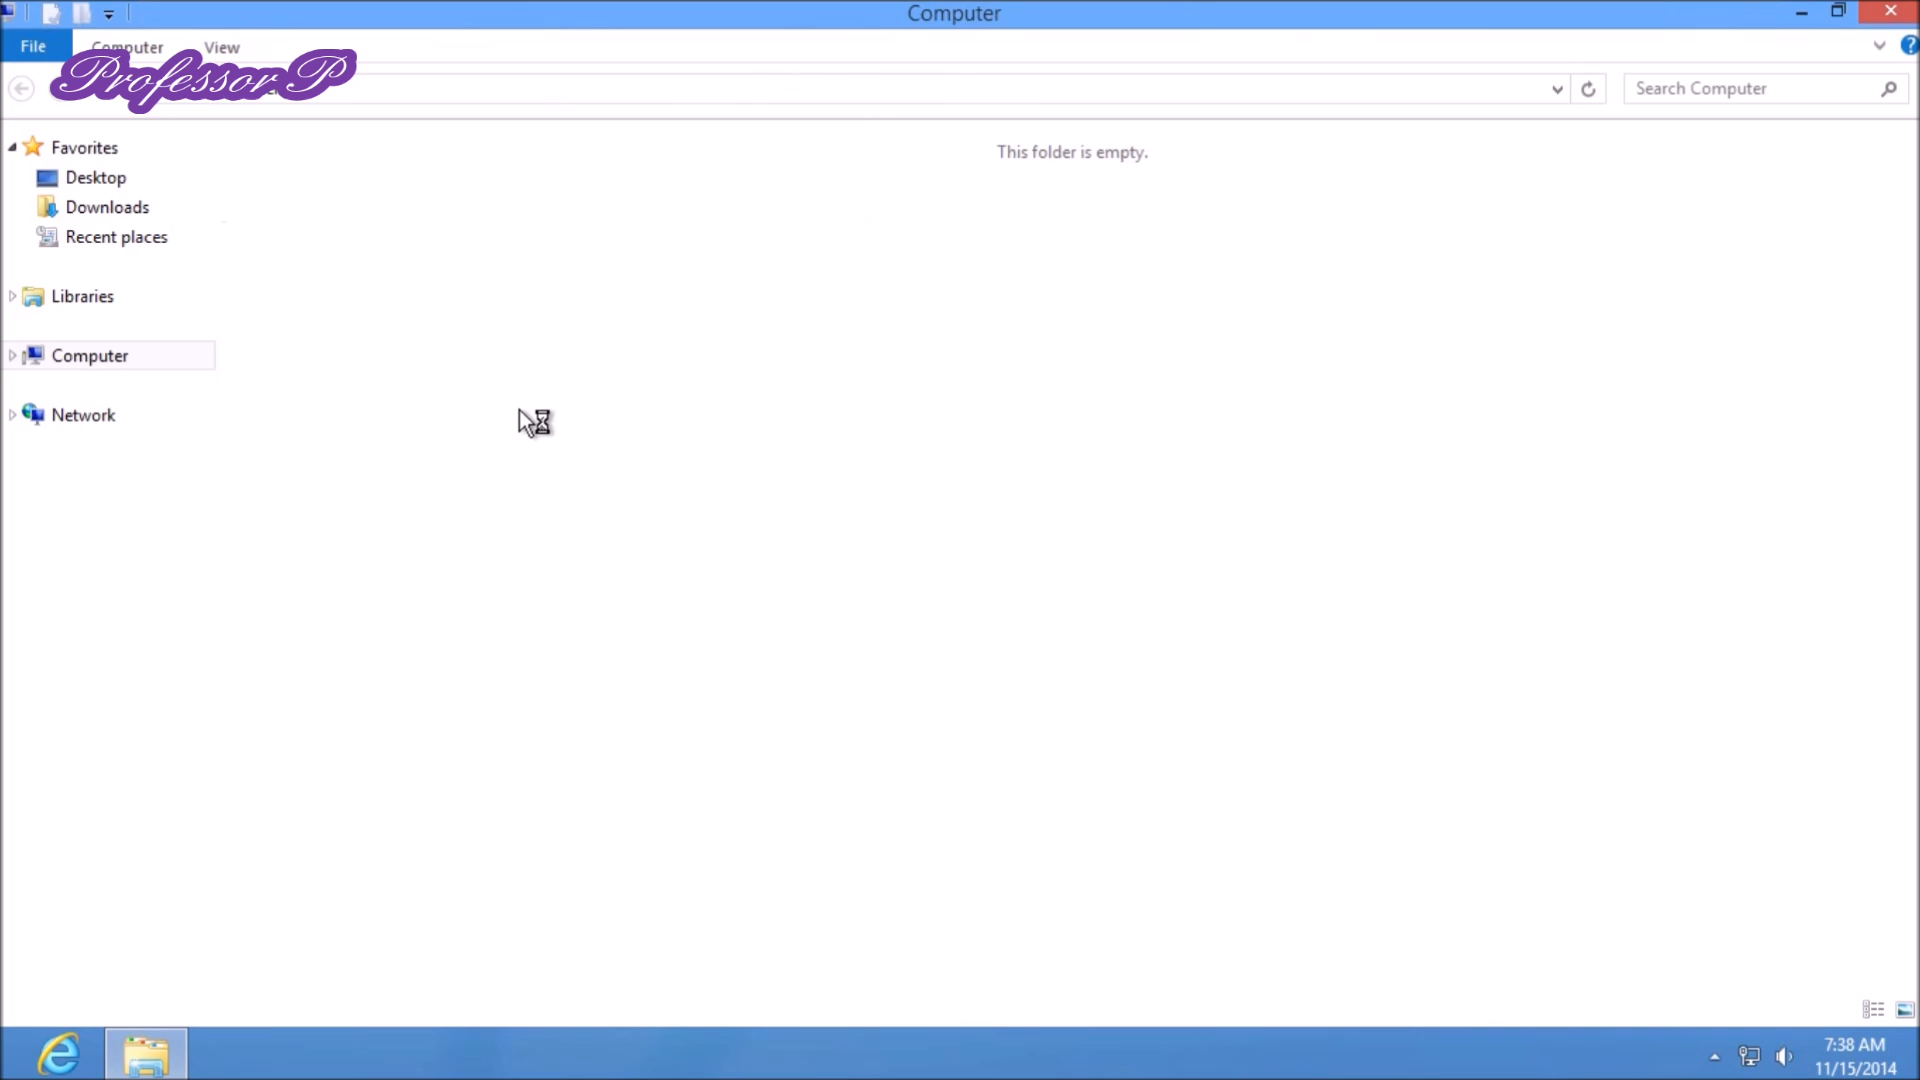 Computer
File
Computer
View
Professor P
Search Computer
Favorites
This folder is empty.
Desktop
Downloads
Recent places
Libraries
Computer
Network
7:38 AM
11/15/2014